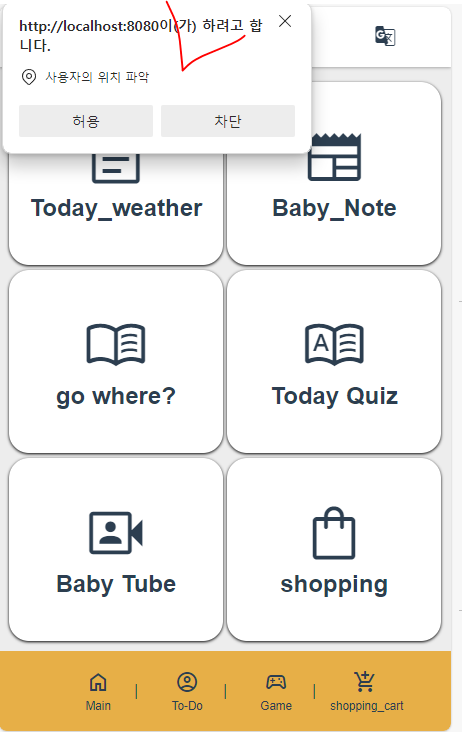 http://localhost:8080이(가) 하려고 합
니다.
사용자의 위치 파악
허용 차단
Today_weather Baby_Note
go where? Today Quiz
Baby Tube shopping
Main | To-Do | Game | shopping_cart